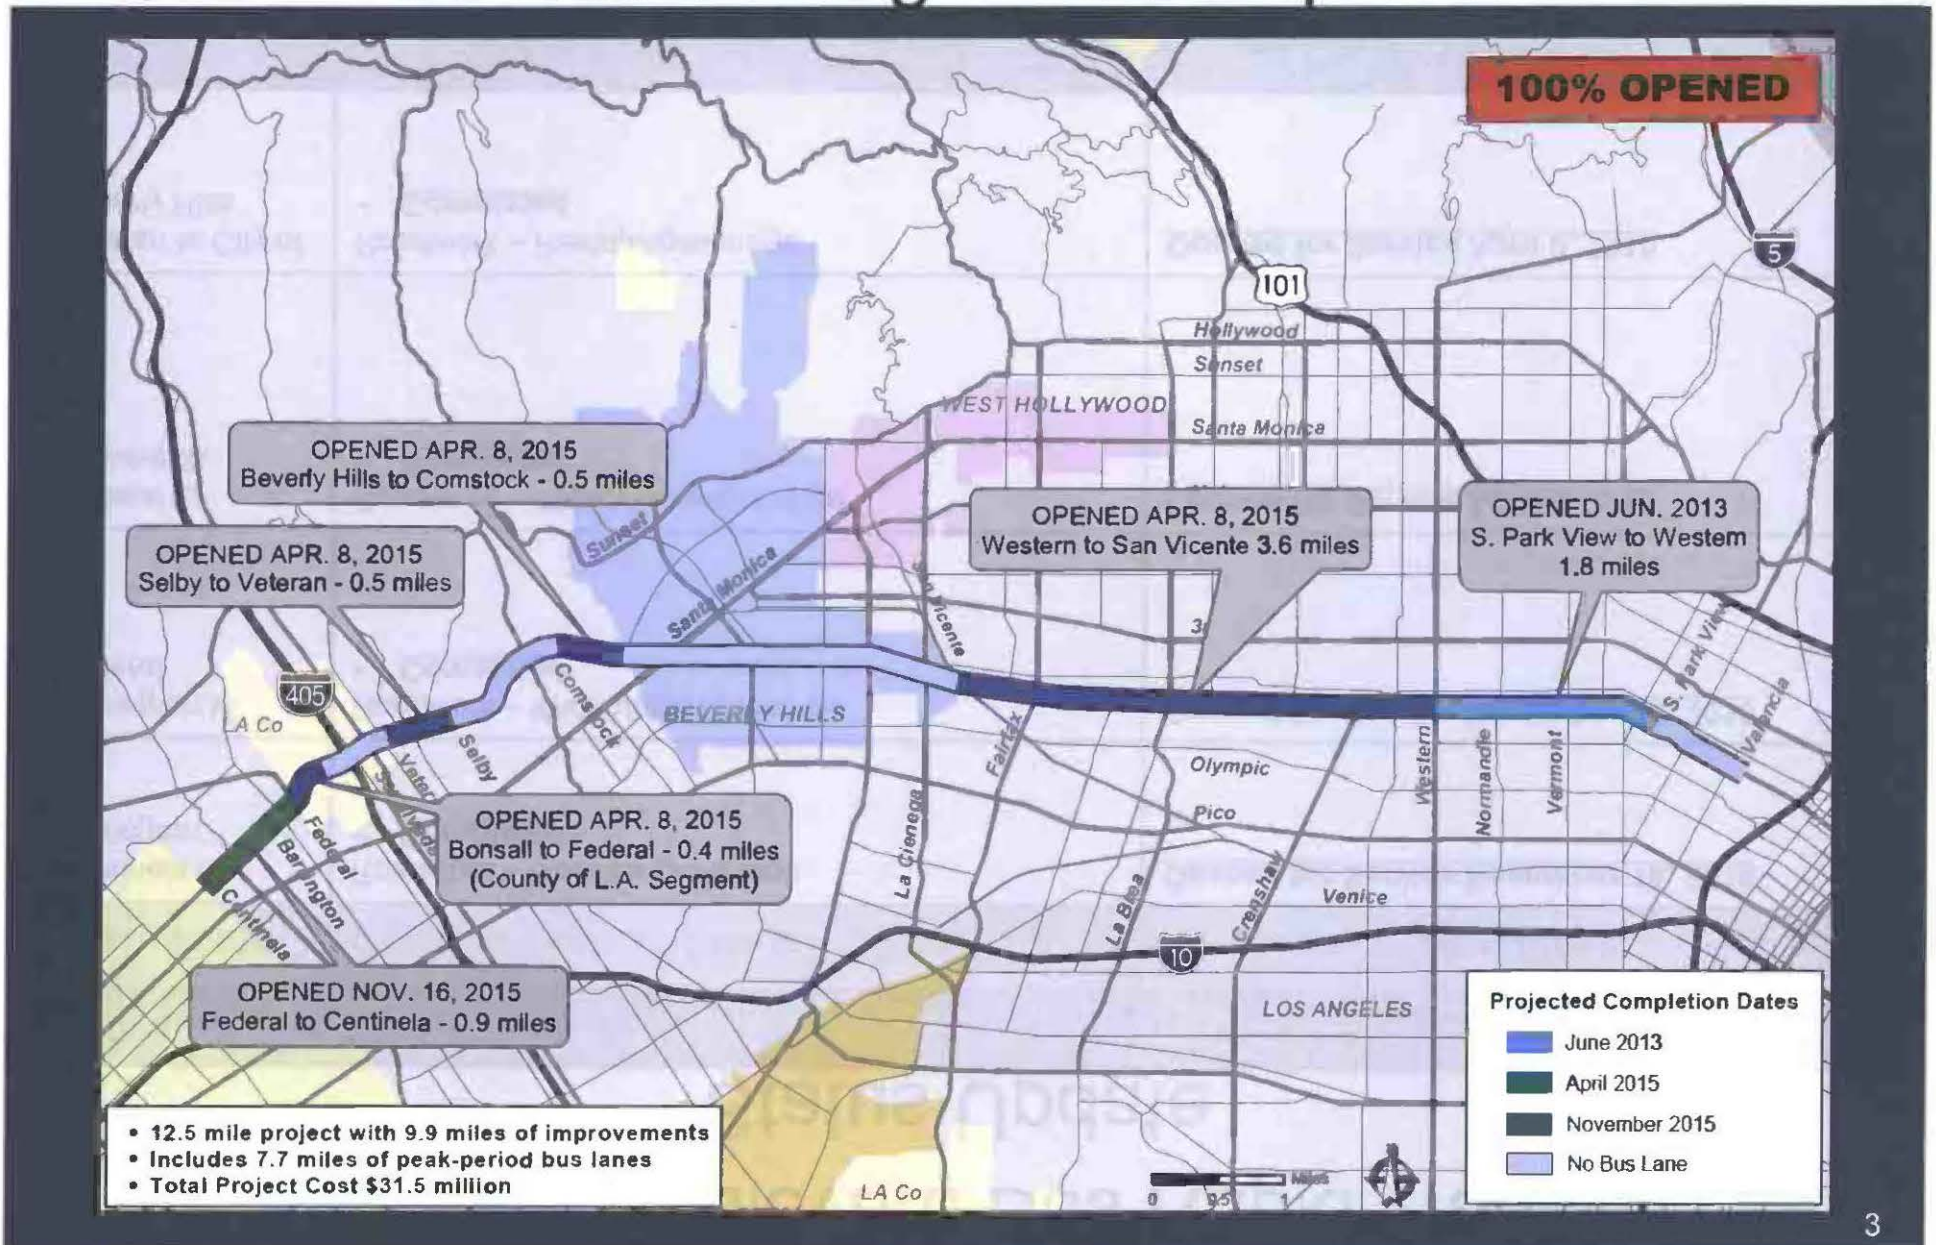 100% OPENED
5
101
Hollywood
Sunset
WEST HOLLYWOOD
Santa Monica
OPENED APR. 8, 2015
Beverly Hills to Comstock - 0.5 miles
OPENED APR. 8, 2015
Western to San Vicente 3.6 miles
OPENED JUN. 2013
S. Park View to Western
1.8 miles
OPENED APR. 8, 2015
Selby to Veteran - 0.5 miles
Sunset
Santa Monica
San Vicente
S. Park View
Valencia
405
LA Co
Comstock
BEVERLY HILLS
Selby
Fairfax
Olympic
Pico
Western
Normandie
Vermont
OPENED APR. 8, 2015
Bonsall to Federal - 0.4 miles
(County of L.A. Segment)
Federal
Barrington
Centinela
La Cienega
La Brea
Crenshaw
Venice
10
OPENED NOV. 16, 2015
Federal to Centinela - 0.9 miles
LOS ANGELES
Projected Completion Dates
June 2013
April 2015
November 2015
No Bus Lane
• 12.5 mile project with 9.9 miles of improvements
• Includes 7.7 miles of peak-period bus lanes
• Total Project Cost $31.5 million
LA Co
Miles
0 0.5 1
3